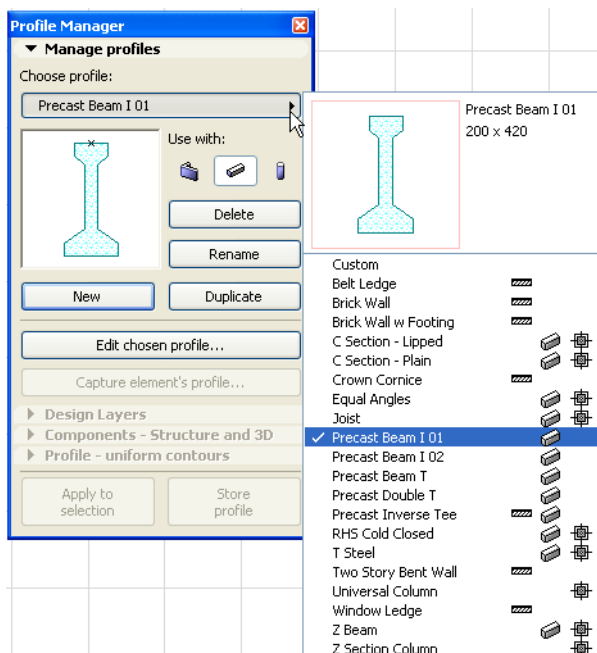 Profile Manager
Manage profiles
Choose profile:
Precast Beam I 01
Use with:
Delete
Rename
New
Duplicate
Edit chosen profile...
Capture element's profile...
Design Layers
Components - Structure and 3D
Profile - uniform contours
Apply to selection
Store profile
Precast Beam I 01
200 x 420
Custom
Belt Ledge
Brick Wall
Brick Wall w Footing
C Section - Lipped
C Section - Plain
Crown Cornice
Equal Angles
Joist
Precast Beam I 01
Precast Beam I 02
Precast Beam T
Precast Double T
Precast Inverse Tee
RHS Cold Closed
T Steel
Two Story Bent Wall
Universal Column
Window Ledge
Z Beam
Z Section Column